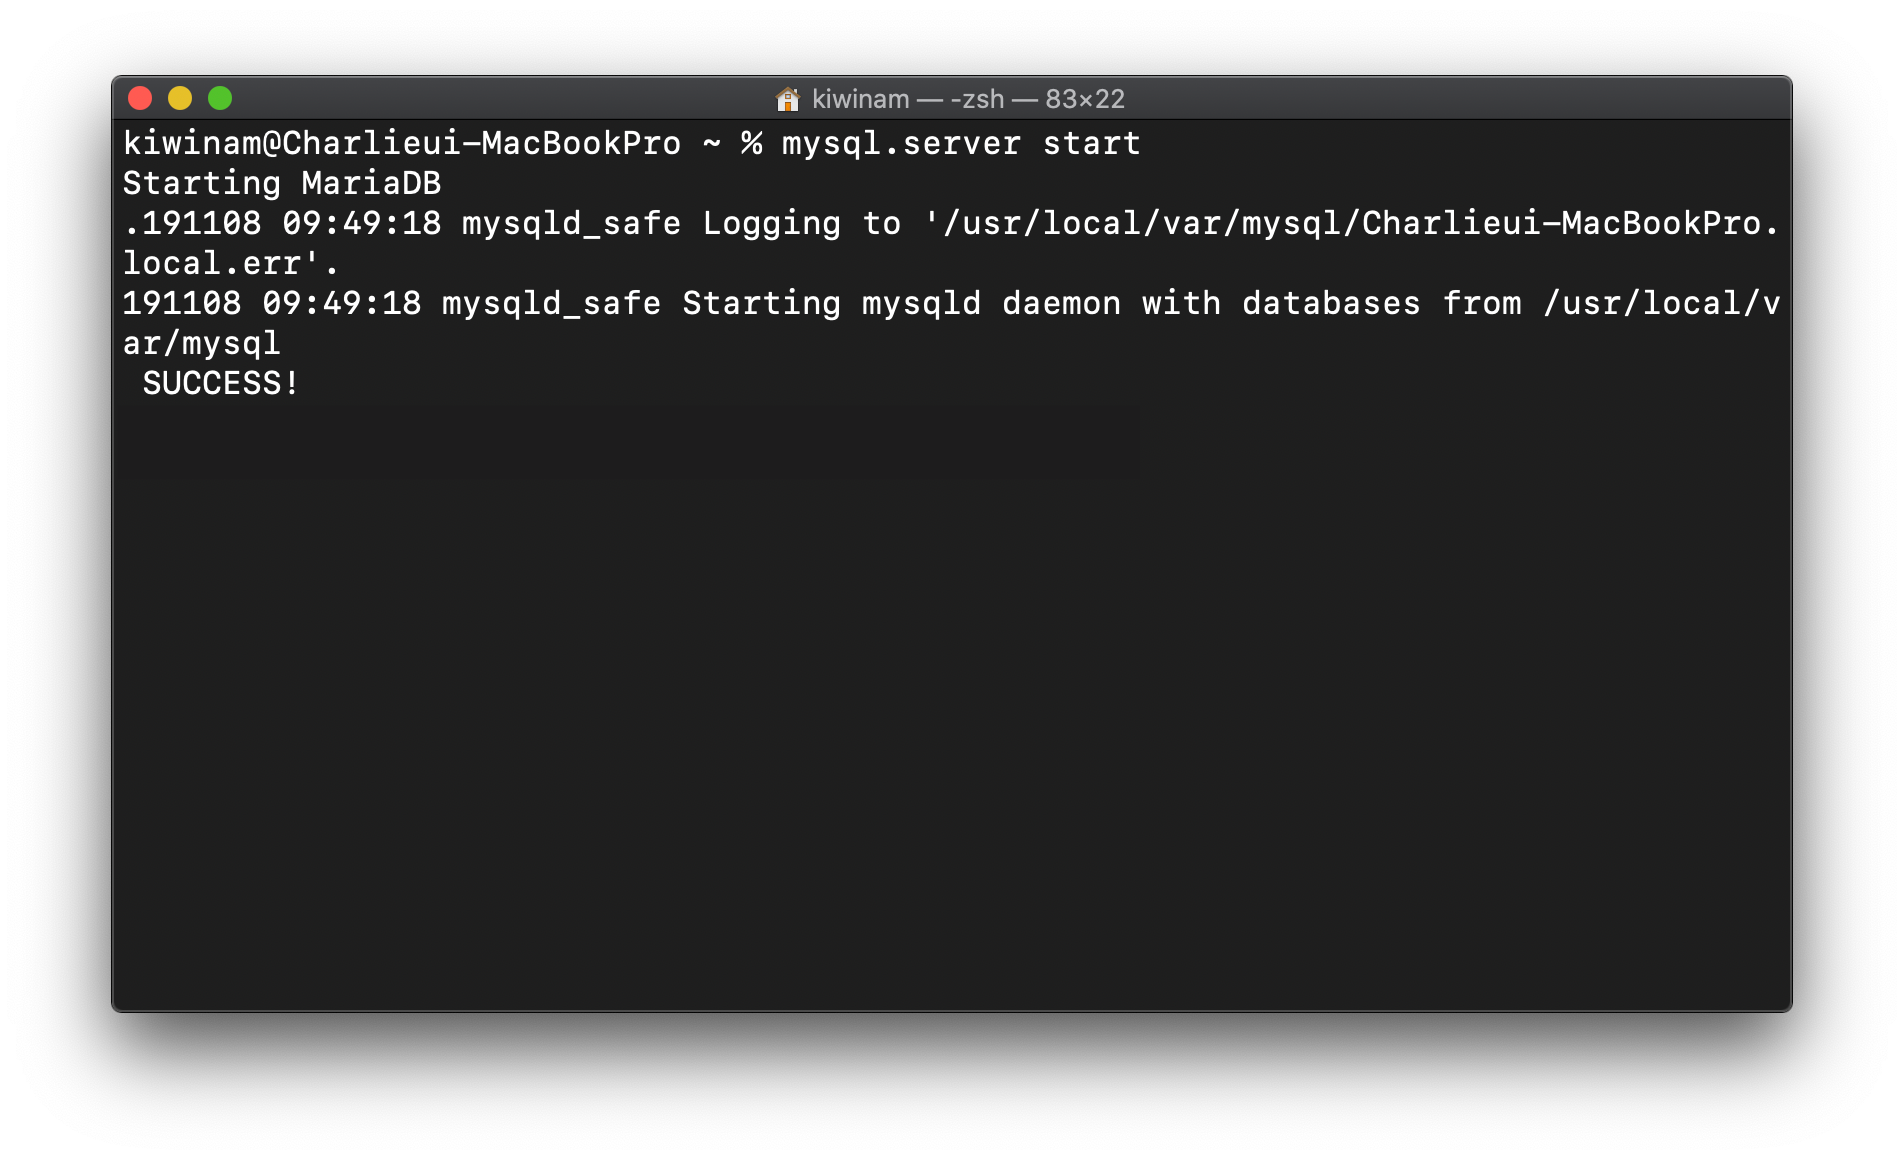 kiwinam — -zsh — 83×22
kiwinam@Charlieui-MacBookPro ~ % mysql.server start
Starting MariaDB
.191108 09:49:18 mysqld_safe Logging to '/usr/local/var/mysql/Charlieui-MacBookPro.
local.err'.
191108 09:49:18 mysqld_safe Starting mysqld daemon with databases from /usr/local/v
ar/mysql
 SUCCESS!